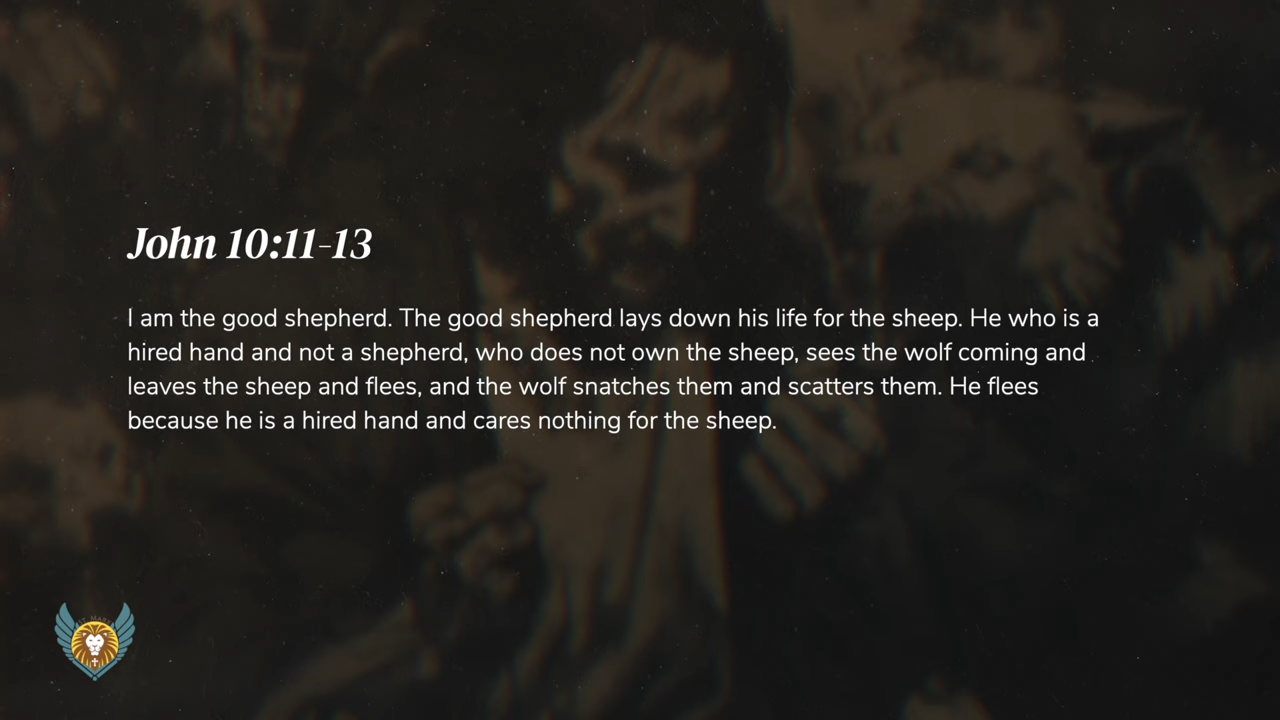 John 10:11-13
I am the good shepherd. The good shepherd lays down his life for the sheep. He who is a
hired hand and not a shepherd, who does not own the sheep, sees the wolf coming and
leaves the sheep and flees, and the wolf snatches them and scatters them. He flees
because he is a hired hand and cares nothing for the sheep.